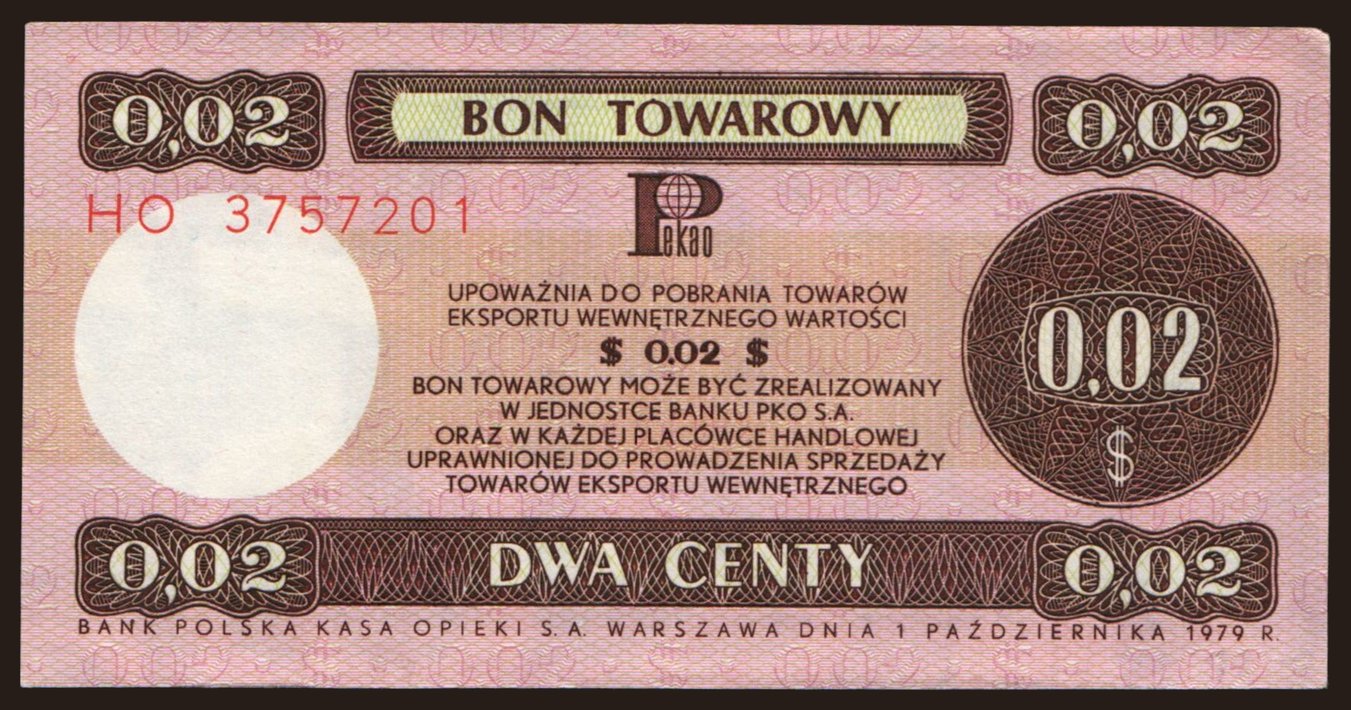 0,02 BON TOWAROWY 0,02
HO 3757201
Pekao
UPOWAŻNIA DO POBRANIA TOWARÓW
EKSPORTU WEWNĘTRZNEGO WARTOŚCI
$ 0.02 $
BON TOWAROWY MOŻE BYĆ ZREALIZOWANY
W JEDNOSTCE BANKU PKO S.A.
ORAZ W KAŻDEJ PLACÓWCE HANDLOWEJ
UPRAWNIONEJ DO PROWADZENIA SPRZEDAŻY
TOWARÓW EKSPORTU WEWNĘTRZNEGO
0,02
$
0,02 DWA CENTY 0,02
BANK POLSKA KASA OPIEKI S.A. WARSZAWA DNIA 1 PAŹDZIERNIKA 1979 R.